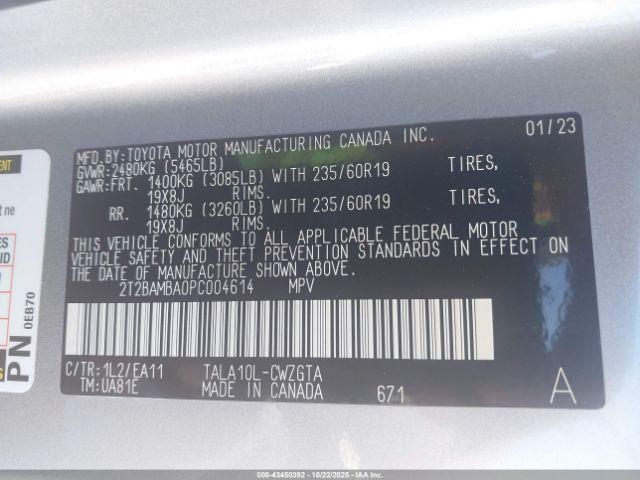 MFD.BY:TOYOTA MOTOR MANUFACTURING CANADA INC. 01/23
GVWR:2480KG (5465LB)
GAWR:FRT. 1400KG (3085LB) WITH 235/60R19 TIRES,
19X8J RIMS.
RR. 1480KG (3260LB) WITH 235/60R19 TIRES,
19X8J RIMS.
THIS VEHICLE CONFORMS TO ALL APPLICABLE FEDERAL MOTOR
VEHICLE SAFETY AND THEFT PREVENTION STANDARDS IN EFFECT ON
THE DATE OF MANUFACTURE SHOWN ABOVE.
2T2BAMBA0PC004614 MPV
C/TR:1L2/EA11 TALA10L-CWZGTA
TM:UA81E MADE IN CANADA 671 A
ENT
t ne
ES
ID
PN 0EB70
000-43450392 10/22/2025 IAA, Inc.